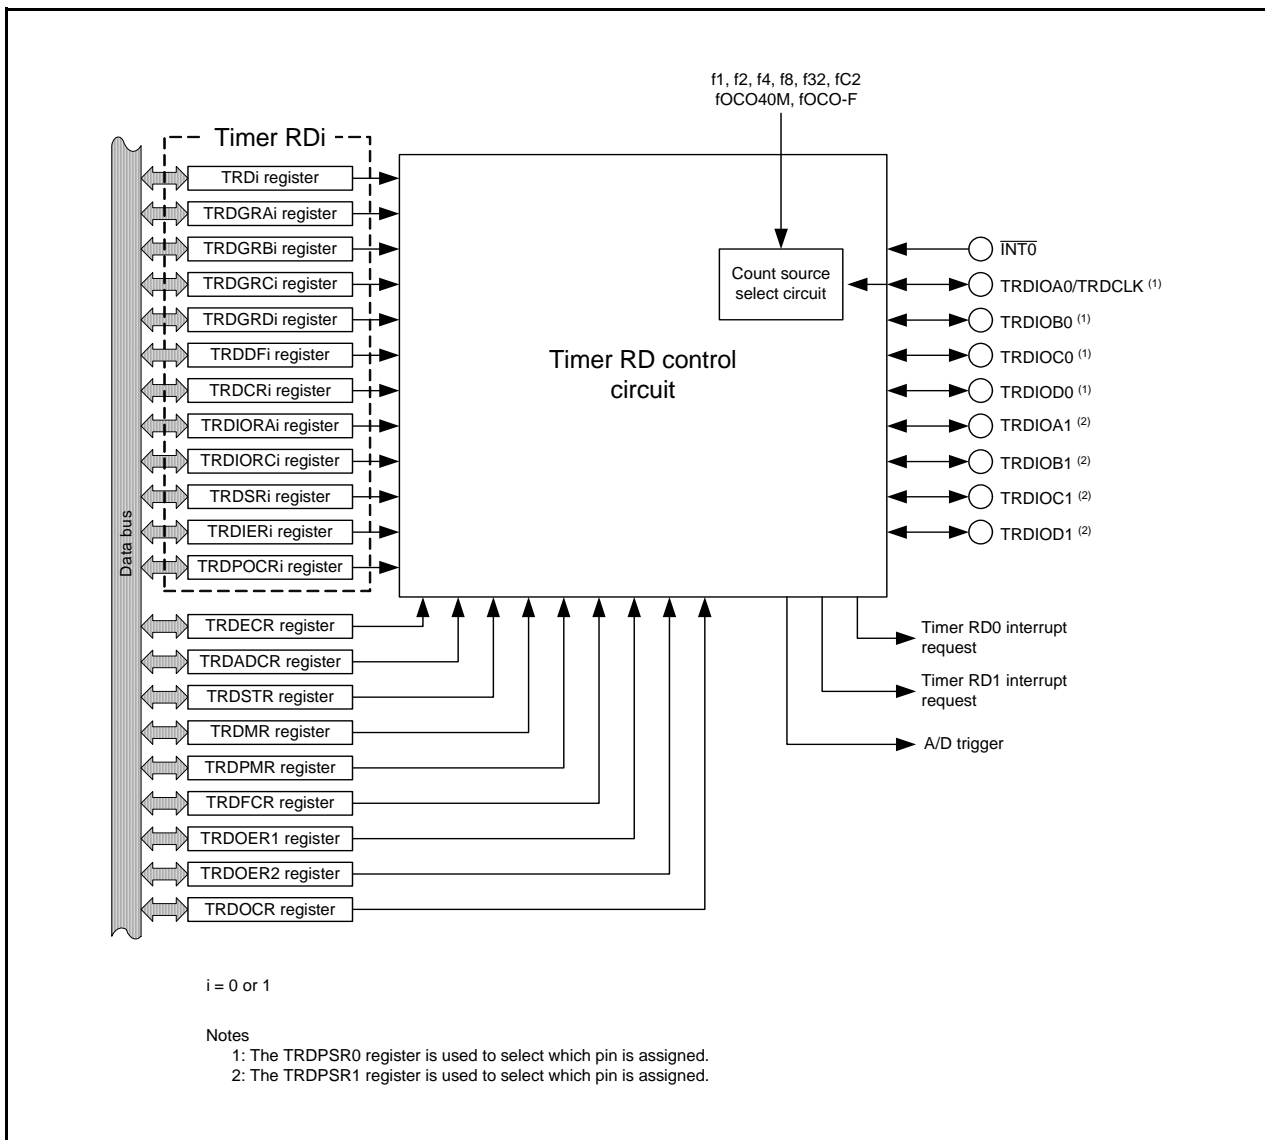 f1, f2, f4, f8, f32, fC2
fOCO40M, fOCO-F
Timer RDi
TRDi register
TRDGRAi register
TRDGRBi register
TRDGRCi register
TRDGRDi register
TRDDFi register
TRDCRi register
TRDIORAi register
TRDIORCi register
TRDSRi register
TRDIERi register
TRDPOCRi register
Data bus
TRDECR register
TRDADCR register
TRDSTR register
TRDMR register
TRDPMR register
TRDFCR register
TRDOER1 register
TRDOER2 register
TRDOCR register
Count source
select circuit
Timer RD control
circuit
INT0
TRDIOA0/TRDCLK (1)
TRDIOB0 (1)
TRDIOC0 (1)
TRDIOD0 (1)
TRDIOA1 (2)
TRDIOB1 (2)
TRDIOC1 (2)
TRDIOD1 (2)
Timer RD0 interrupt
request
Timer RD1 interrupt
request
A/D trigger
i = 0 or 1
Notes
1: The TRDPSR0 register is used to select which pin is assigned.
2: The TRDPSR1 register is used to select which pin is assigned.